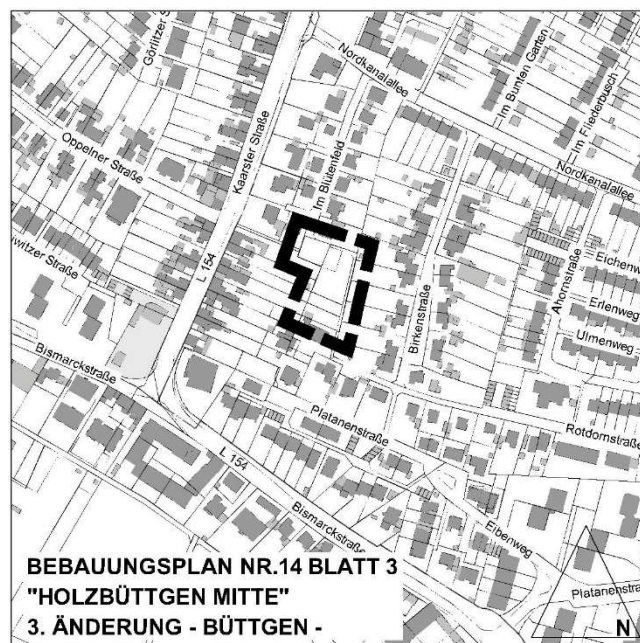 Görlitzer Straße
Kaarster Straße
Nordkanalallee
Im Bunten Garten
Im Fliederbusch
Oppelner Straße
Im Blütenfeld
Nordkanalallee
witzer Straße
L 154
Birkenstraße
Ahornstraße
Eichenw
Erlenweg
Ulmenweg
Bismarckstraße
Platanenstraße
Rotdornstraße
L 154
Bismarckstraße
Eibenweg
Platanenstra
BEBAUUNGSPLAN NR.14 BLATT 3
"HOLZBÜTTGEN MITTE"
3. ÄNDERUNG - BÜTTGEN -
N